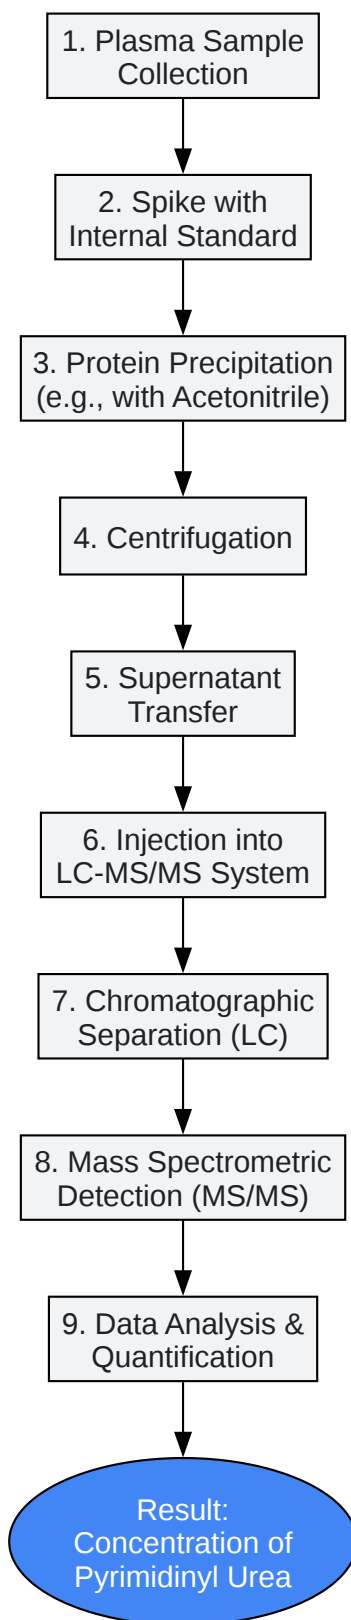 1. Plasma Sample
Collection
2. Spike with
Internal Standard
3. Protein Precipitation
(e.g., with Acetonitrile)
4. Centrifugation
5. Supernatant
Transfer
6. Injection into
LC-MS/MS System
7. Chromatographic
Separation (LC)
8. Mass Spectrometric
Detection (MS/MS)
9. Data Analysis &
Quantification
Result:
Concentration of
Pyrimidinyl Urea